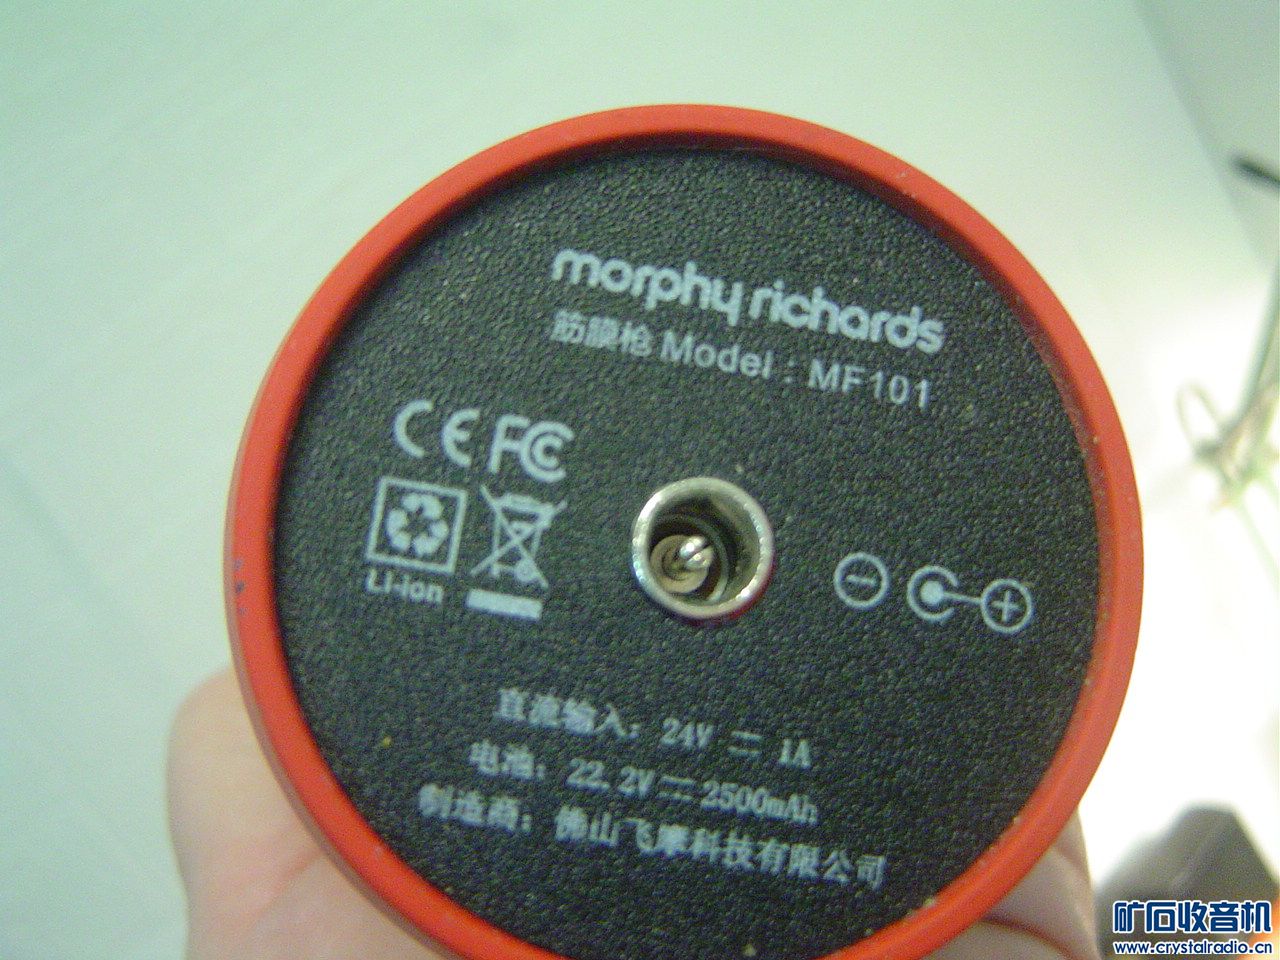 morphy richards
筋膜枪 Model : MF101
CE FC
Li-ion
直流输入: 24V ⎓ 1A
电池: 22.2V ⎓ 2500mAh
制造商: 佛山飞摩科技有限公司
矿石收音机
www.crystalradio.cn